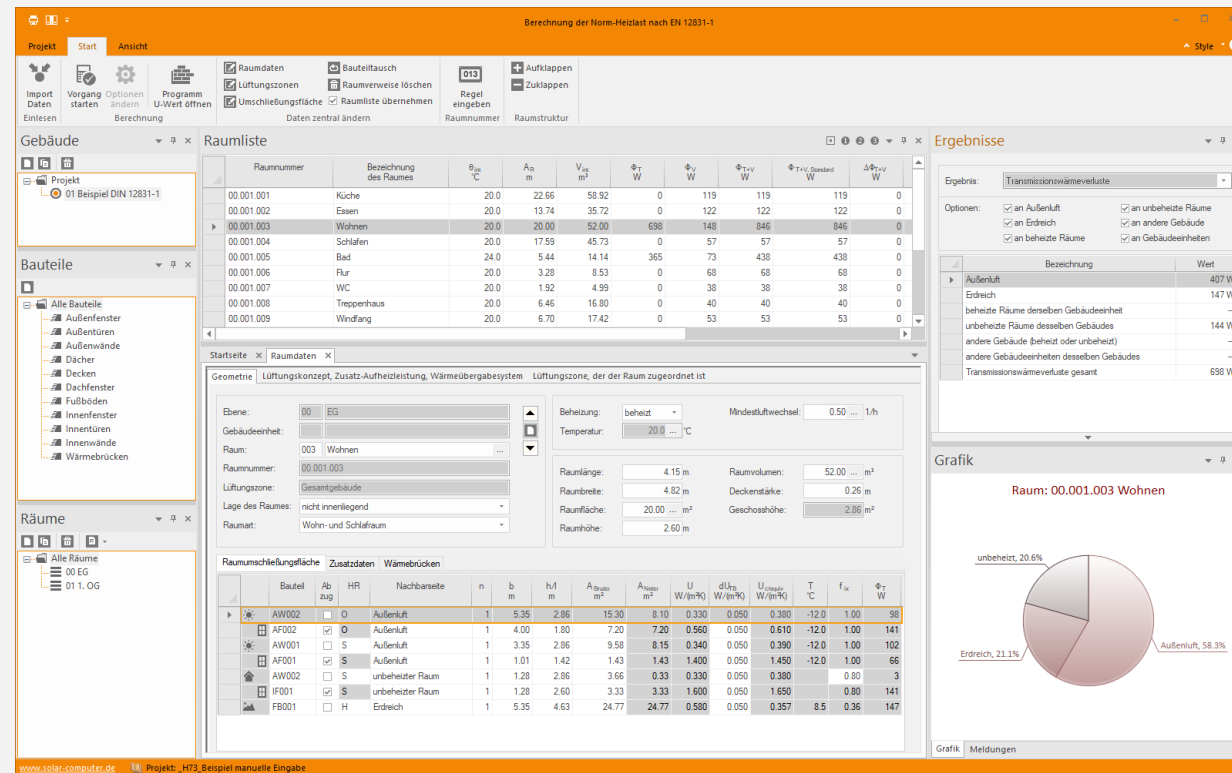 Berechnung der Norm-Heizlast nach EN 12831-1
Projekt Start Ansicht Style
Import Daten Vorgang starten Optionen ändern Programm U-Wert öffnen
Raumdaten Bauteiltausch Aufklappen
Lüftungszonen Raumverweise löschen Zuklappen
Umschließungsfläche Raumliste übernehmen
013 Regel eingeben
Einlesen Berechnung Daten zentral ändern Raumnummer Raumstruktur
Gebäude
Projekt
01 Beispiel DIN 12831-1
Bauteile
Alle Bauteile
Außenfenster
Außentüren
Außenwände
Dächer
Decken
Dachfenster
Fußböden
Innenfenster
Innentüren
Innenwände
Wärmebrücken
Räume
Alle Räume
00 EG
01 1. OG
Raumliste
Raumnummer Bezeichnung des Raumes θint °C AR m Vint m³ ΦT W ΦV W ΦT+V W ΦT+V, Standard W ΔΦT+V W
00.001.001 Küche 20.0 22.66 58.92 0 119 119 119 0
00.001.002 Essen 20.0 13.74 35.72 0 122 122 122 0
00.001.003 Wohnen 20.0 20.00 52.00 698 148 846 846 0
00.001.004 Schlafen 20.0 17.59 45.73 0 57 57 57 0
00.001.005 Bad 24.0 5.44 14.14 365 73 438 438 0
00.001.006 Flur 20.0 3.28 8.53 0 68 68 68 0
00.001.007 WC 20.0 1.92 4.99 0 38 38 38 0
00.001.008 Treppenhaus 20.0 6.46 16.80 0 40 40 40 0
00.001.009 Windfang 20.0 6.70 17.42 0 53 53 53 0
Startseite Raumdaten
Geometrie Lüftungskonzept, Zusatz-Aufheizleistung, Wärmeübergabesystem Lüftungszone, der der Raum zugeordnet ist
Ebene: 00 EG
Gebäudeeinheit:
Raum: 003 Wohnen ...
Raumnummer: 00.001.003
Lüftungszone: Gesamtgebäude
Lage des Raumes: nicht innenliegend
Raumart: Wohn- und Schlafraum
Beheizung: beheizt Mindestluftwechsel: 0.50 ... 1/h
Temperatur: 20.0 ... °C
Raumlänge: 4.15 m Raumvolumen: 52.00 ... m³
Raumbreite: 4.82 m Deckenstärke: 0.26 m
Raumfläche: 20.00 ... m² Geschosshöhe: 2.86 m²
Raumhöhe: 2.60 m
Raumumschließungsfläche Zusatzdaten Wärmebrücken
Bauteil Ab zug HR Nachbarseite n b m h/l m ABrutto m² ANetto m² U W/(m²K) dUTB W/(m²K) Uc/equiv W/(m²K) T °C f ix ΦT W
AW002 O Außenluft 1 5.35 2.86 15.30 8.10 0.330 0.050 0.380 -12.0 1.00 98
AF002 O Außenluft 1 4.00 1.80 7.20 7.20 0.560 0.050 0.610 -12.0 1.00 141
AW001 S Außenluft 1 3.35 2.86 9.58 8.15 0.340 0.050 0.390 -12.0 1.00 102
AF001 S Außenluft 1 1.01 1.42 1.43 1.43 1.400 0.050 1.450 -12.0 1.00 66
AW002 S unbeheizter Raum 1 1.28 2.86 3.66 0.33 0.330 0.050 0.380 0.80 3
IF001 S unbeheizter Raum 1 1.28 2.60 3.33 3.33 1.600 0.050 1.650 0.80 141
FB001 H Erdreich 1 5.35 4.63 24.77 24.77 0.580 0.050 0.357 8.5 0.36 147
Ergebnisse
Ergebnis: Transmissionswärmeverluste
Optionen: an Außenluft an unbeheizte Räume
an Erdreich an andere Gebäude
an beheizte Räume an Gebäudeeinheiten
Bezeichnung Wert
Außenluft 407 W
Erdreich 147 W
beheizte Räume derselben Gebäudeeinheit
unbeheizte Räume desselben Gebäudes 144 W
andere Gebäude (beheizt oder unbeheizt)
andere Gebäudeeinheiten desselben Gebäudes
Transmissionswärmeverluste gesamt 698 W
Grafik
Raum: 00.001.003 Wohnen
unbeheizt, 20.6%
Außenluft, 58.3%
Erdreich, 21.1%
Grafik Meldungen
www.solar-computer.de Projekt: _H73_Beispiel manuelle Eingabe